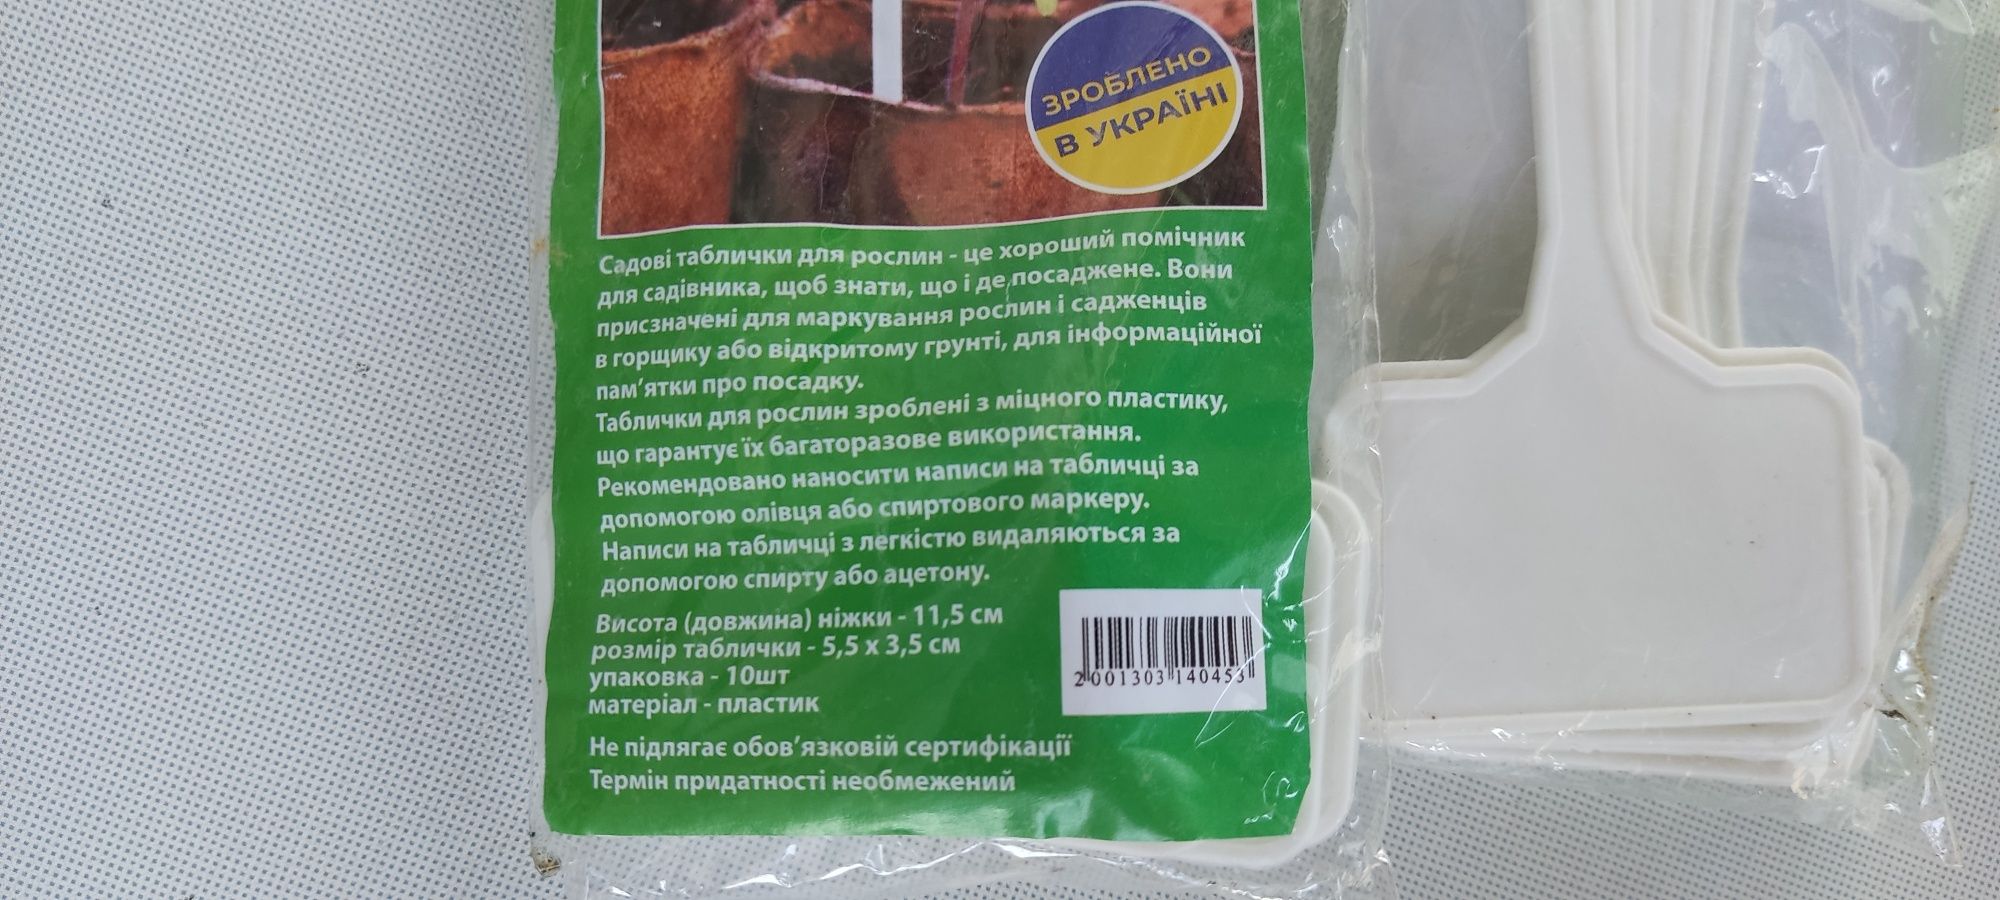 ЗРОБЛЕНО
В УКРАЇНІ
Садові таблички для рослин - це хороший помічник
для садівника, щоб знати, що і де посаджене. Вони
присзначені для маркування рослин і садженців
в горщику або відкритому грунті, для інформаційної
пам'ятки про посадку.
Таблички для рослин зроблені з міцного пластику,
що гарантує їх багаторазове використання.
Рекомендовано наносити написи на табличці за
допомогою олівця або спиртового маркеру.
Написи на табличці з легкістю видаляються за
допомогою спирту або ацетону.
Висота (довжина) ніжки - 11,5 см
розмір таблички - 5,5 х 3,5 см
упаковка - 10шт
матеріал - пластик
2 001303 140453
Не підлягає обов'язковій сертифікації
Термін придатності необмежений